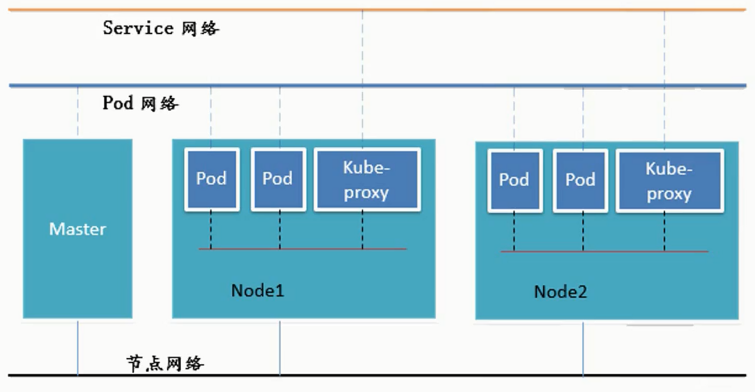 Service 网络
Pod 网络
Master
Pod
Pod
Kube-
proxy
Node1
Pod
Pod
Kube-
proxy
Node2
节点网络